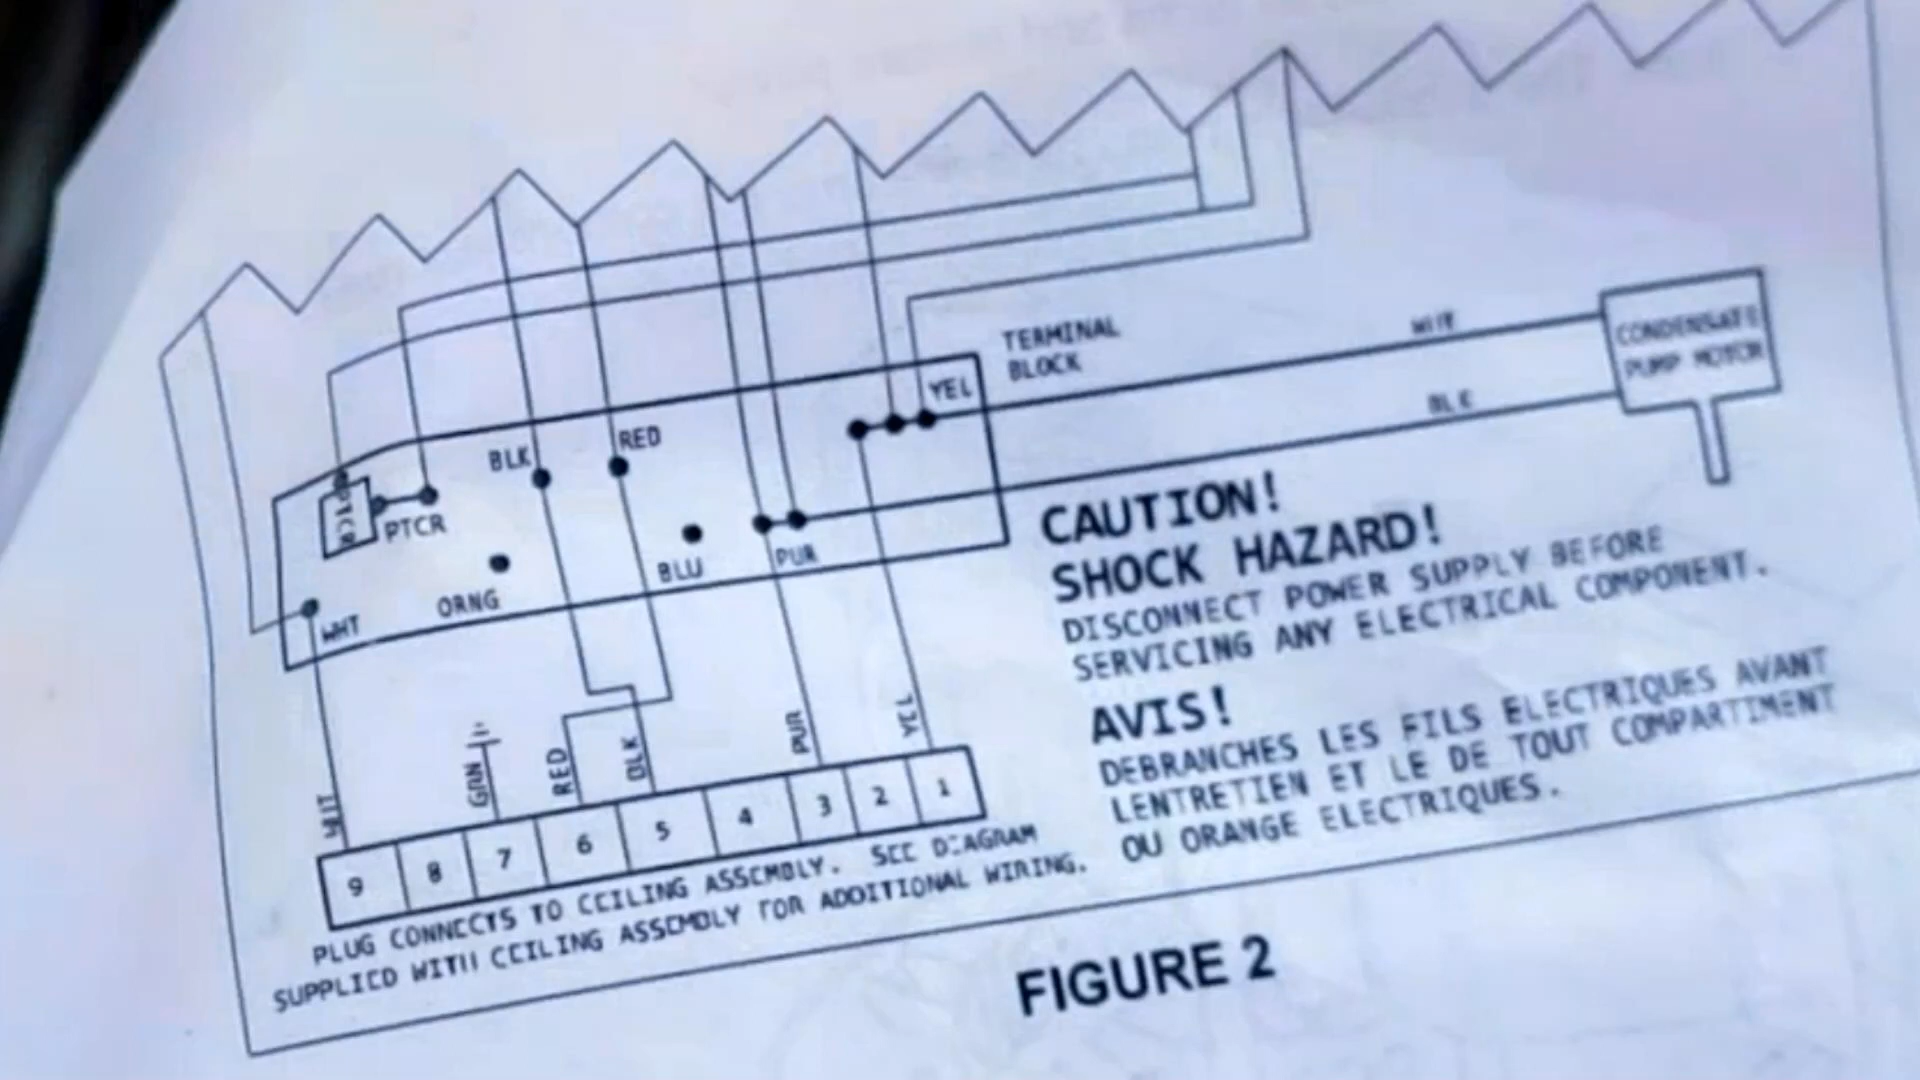 TERMINAL
BLOCK
YEL
WHT
CONDENSATE
PUMP MOTOR
BLK
BLK
RED
PTCR
PTCR
ORNG
BLU
PUR
WHT
CAUTION!
SHOCK HAZARD!
DISCONNECT POWER SUPPLY BEFORE
SERVICING ANY ELECTRICAL COMPONENT.
AVIS!
DEBRANCHES LES FILS ELECTRIQUES AVANT
LENTRETIEN ET LE DE TOUT COMPARTIMENT
OU ORANGE ELECTRIQUES.
WHT
GRN
RED
BLK
PUR
YEL
9 8 7 6 5 4 3 2 1
PLUG CONNECTS TO CEILING ASSEMBLY. SEE DIAGRAM
SUPPLIED WITH CEILING ASSEMBLY FOR ADDITIONAL WIRING.
FIGURE 2